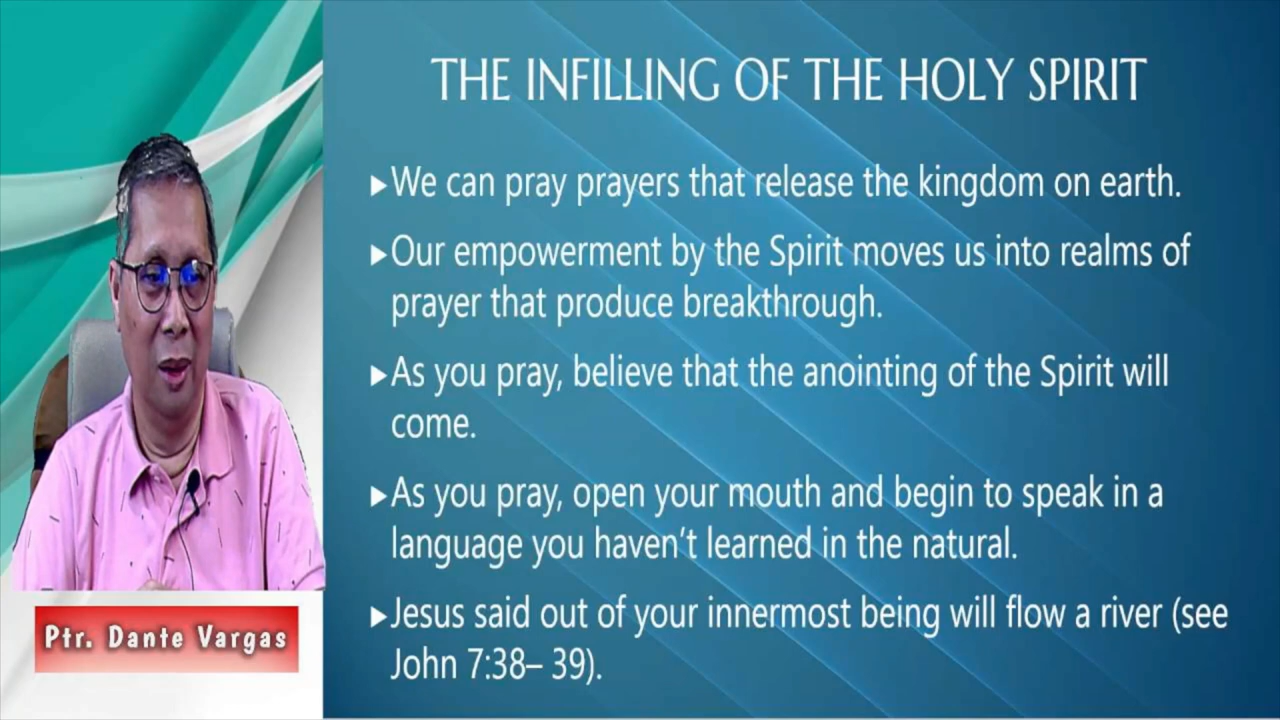 THE INFILLING OF THE HOLY SPIRIT
▸We can pray prayers that release the kingdom on earth.
▸Our empowerment by the Spirit moves us into realms of
prayer that produce breakthrough.
▸As you pray, believe that the anointing of the Spirit will
come.
▸As you pray, open your mouth and begin to speak in a
language you haven't learned in the natural.
▸Jesus said out of your innermost being will flow a river (see
John 7:38– 39).
Ptr. Dante Vargas